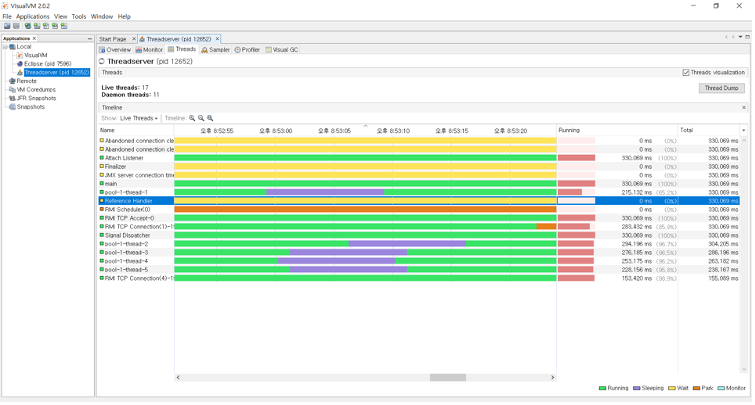 VisualVM 2.0.2
File Applications View Tools Window Help
Applications ×
Local
VisualVM
Eclipse (pid 7596)
Threadserver (pid 12652)
Remote
VM Coredumps
JFR Snapshots
Snapshots
Start Page × Threadserver (pid 12652) ×
Overview Monitor Threads Sampler Profiler Visual GC
Threadserver (pid 12652)
Threads Threads visualization
Live threads: 17
Daemon threads: 11
Thread Dump
Timeline
Show: Live Threads Timeline:
Name 오후 8:52:55 오후 8:53:00 오후 8:53:05 오후 8:53:10 오후 8:53:15 오후 8:53:20 Running Total
Abandoned connection cle 0 ms (0%) 330,069 ms
Abandoned connection cle 0 ms (0%) 330,069 ms
Attach Listener 330,069 ms (100%) 330,069 ms
Finalizer 0 ms (0%) 330,069 ms
JMX server connection time 0 ms (0%) 330,069 ms
main 330,069 ms (100%) 330,069 ms
pool-1-thread-1 215,132 ms (65.2%) 330,069 ms
Reference Handler 0 ms (0%) 330,069 ms
RMI Scheduler(0) 0 ms (0%) 330,069 ms
RMI TCP Accept-0 330,069 ms (100%) 330,069 ms
RMI TCP Connection(1)-1 283,432 ms (85.9%) 330,069 ms
Signal Dispatcher 330,069 ms (100%) 330,069 ms
pool-1-thread-2 294,196 ms (96.7%) 304,205 ms
pool-1-thread-3 276,185 ms (96.5%) 286,196 ms
pool-1-thread-4 253,175 ms (96.2%) 263,182 ms
pool-1-thread-5 228,156 ms (95.8%) 238,167 ms
RMI TCP Connection(4)-1 153,420 ms (98.9%) 155,089 ms
Running Sleeping Wait Park Monitor